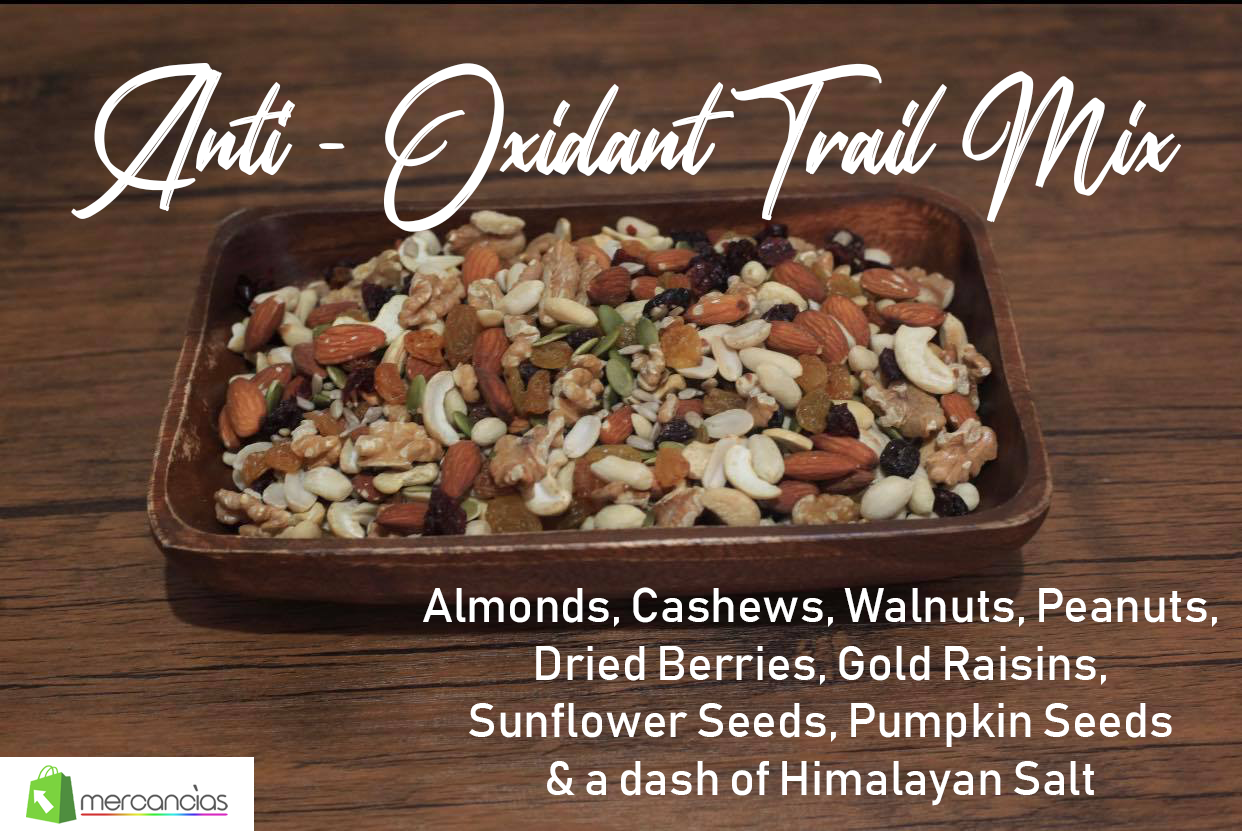 Anti - Oxidant Trail Mix
Almonds, Cashews, Walnuts, Peanuts,
Dried Berries, Gold Raisins,
Sunflower Seeds, Pumpkin Seeds
& a dash of Himalayan Salt
mercancìas